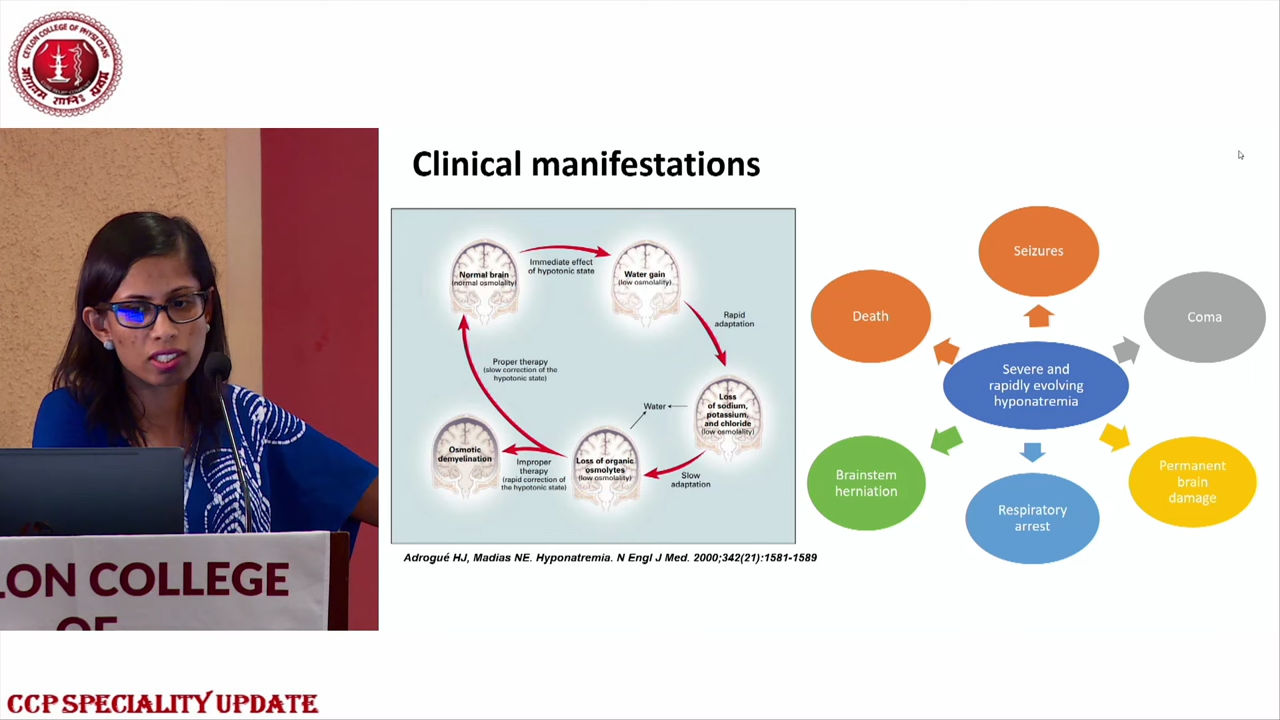 CEYLON COLLEGE OF PHYSICIANS
Clinical manifestations
Normal brain
(normal osmolality)
Immediate effect
of hypotonic state
Water gain
(low osmolality)
Rapid
adaptation
Proper therapy
(slow correction of the
hypotonic state)
Water
Loss
of sodium,
potassium,
and chloride
(low osmolality)
Osmotic
demyelination
Improper
therapy
(rapid correction of
the hypotonic state)
Loss of organic
osmolytes
(low osmolality)
Slow
adaptation
Adrogué HJ, Madias NE. Hyponatremia. N Engl J Med. 2000;342(21):1581-1589
Seizures
Death
Coma
Severe and
rapidly evolving
hyponatremia
Brainstem
herniation
Permanent
brain
damage
Respiratory
arrest
LON COLLEGE
OF
CCP SPECIALITY UPDATE